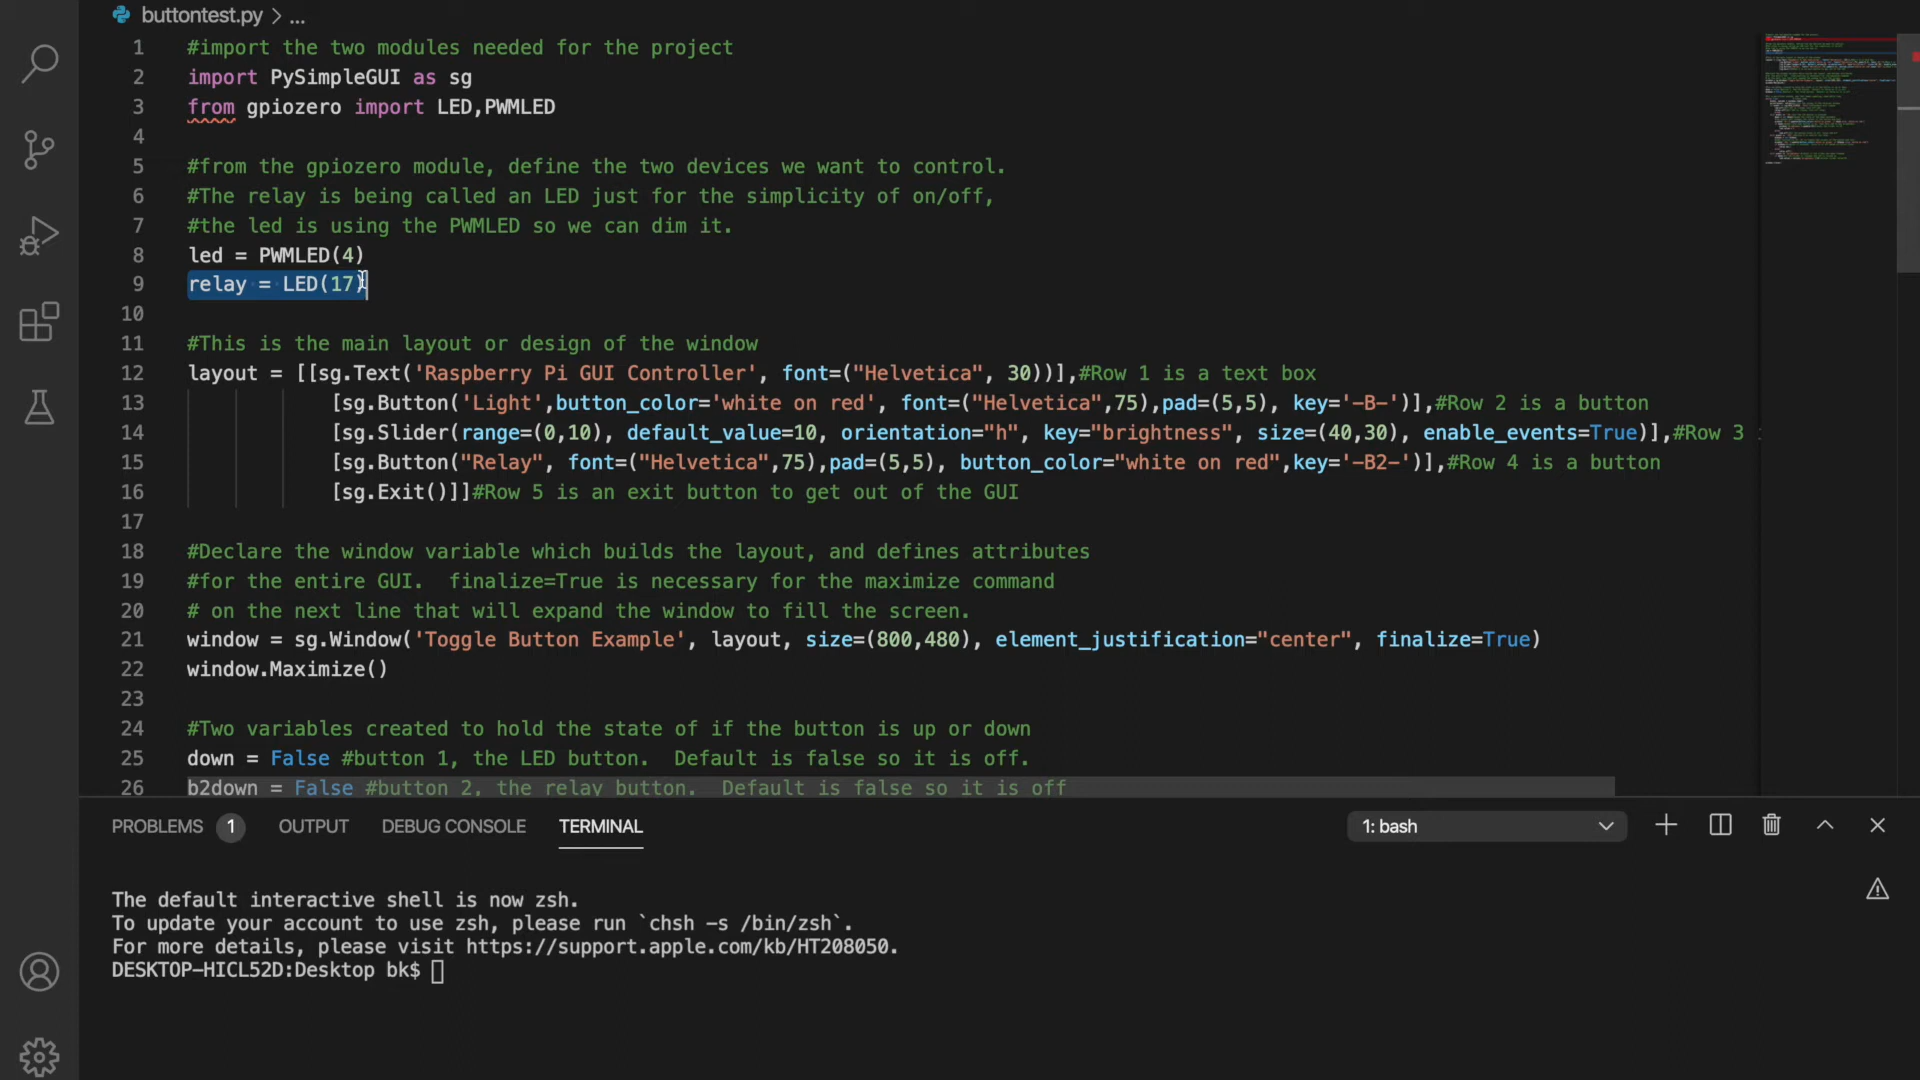 buttontest.py > ...
1 #import the two modules needed for the project
2 import PySimpleGUI as sg
3 from gpiozero import LED,PWMLED
4
5 #from the gpiozero module, define the two devices we want to control.
6 #The relay is being called an LED just for the simplicity of on/off,
7 #the led is using the PWMLED so we can dim it.
8 led = PWMLED(4)
9 relay = LED(17)
10
11 #This is the main layout or design of the window
12 layout = [[sg.Text('Raspberry Pi GUI Controller', font=("Helvetica", 30))],#Row 1 is a text box
13 [sg.Button('Light',button_color='white on red', font=("Helvetica",75),pad=(5,5), key='-B-')],#Row 2 is a button
14 [sg.Slider(range=(0,10), default_value=10, orientation="h", key="brightness", size=(40,30), enable_events=True)],#Row 3
15 [sg.Button("Relay", font=("Helvetica",75),pad=(5,5), button_color="white on red",key='-B2-')],#Row 4 is a button
16 [sg.Exit()]]#Row 5 is an exit button to get out of the GUI
17
18 #Declare the window variable which builds the layout, and defines attributes
19 #for the entire GUI.  finalize=True is necessary for the maximize command
20 # on the next line that will expand the window to fill the screen.
21 window = sg.Window('Toggle Button Example', layout, size=(800,480), element_justification="center", finalize=True)
22 window.Maximize()
23
24 #Two variables created to hold the state of if the button is up or down
25 down = False #button 1, the LED button.  Default is false so it is off.
26 b2down = False #button 2, the relay button.  Default is false so it is off
PROBLEMS 1 OUTPUT DEBUG CONSOLE TERMINAL 1: bash
The default interactive shell is now zsh.
To update your account to use zsh, please run `chsh -s /bin/zsh`.
For more details, please visit https://support.apple.com/kb/HT208050.
DESKTOP-HICL52D:Desktop bk$